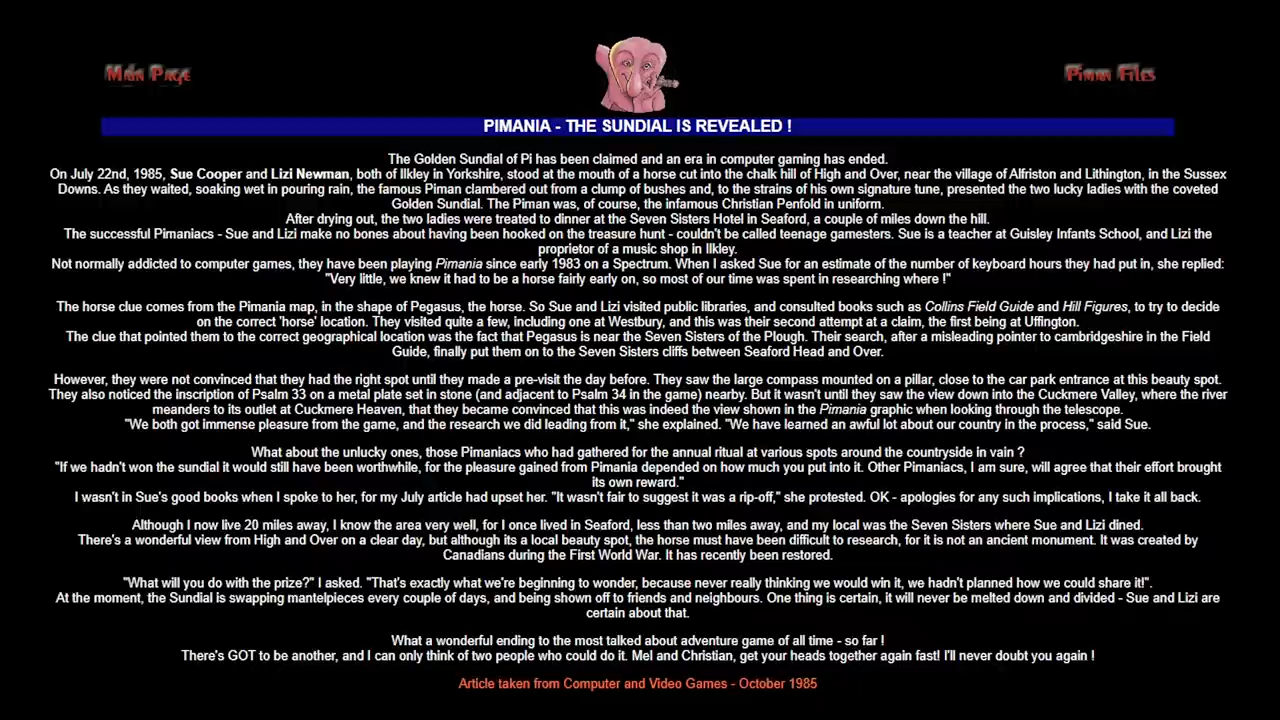 Main Page
Piman Files
PIMANIA - THE SUNDIAL IS REVEALED !
The Golden Sundial of Pi has been claimed and an era in computer gaming has ended.
On July 22nd, 1985, Sue Cooper and Lizi Newman, both of Ilkley in Yorkshire, stood at the mouth of a horse cut into the chalk hill of High and Over, near the village of Alfriston and Lithington, in the Sussex
Downs. As they waited, soaking wet in pouring rain, the famous Piman clambered out from a clump of bushes and, to the strains of his own signature tune, presented the two lucky ladies with the coveted
Golden Sundial. The Piman was, of course, the infamous Christian Penfold in uniform.
After drying out, the two ladies were treated to dinner at the Seven Sisters Hotel in Seaford, a couple of miles down the hill.
The successful Pimaniacs - Sue and Lizi make no bones about having been hooked on the treasure hunt - couldn't be called teenage gamesters. Sue is a teacher at Guisley Infants School, and Lizi the
proprietor of a music shop in Ilkley.
Not normally addicted to computer games, they have been playing Pimania since early 1983 on a Spectrum. When I asked Sue for an estimate of the number of keyboard hours they had put in, she replied:
"Very little, we knew it had to be a horse fairly early on, so most of our time was spent in researching where !"
The horse clue comes from the Pimania map, in the shape of Pegasus, the horse. So Sue and Lizi visited public libraries, and consulted books such as Collins Field Guide and Hill Figures, to try to decide
on the correct 'horse' location. They visited quite a few, including one at Westbury, and this was their second attempt at a claim, the first being at Uffington.
The clue that pointed them to the correct geographical location was the fact that Pegasus is near the Seven Sisters of the Plough. Their search, after a misleading pointer to cambridgeshire in the Field
Guide, finally put them on to the Seven Sisters cliffs between Seaford Head and Over.
However, they were not convinced that they had the right spot until they made a pre-visit the day before. They saw the large compass mounted on a pillar, close to the car park entrance at this beauty spot.
They also noticed the inscription of Psalm 33 on a metal plate set in stone (and adjacent to Psalm 34 in the game) nearby. But it wasn't until they saw the view down into the Cuckmere Valley, where the river
meanders to its outlet at Cuckmere Heaven, that they became convinced that this was indeed the view shown in the Pimania graphic when looking through the telescope.
"We both got immense pleasure from the game, and the research we did leading from it," she explained. "We have learned an awful lot about our country in the process," said Sue.
What about the unlucky ones, those Pimaniacs who had gathered for the annual ritual at various spots around the countryside in vain ?
"If we hadn't won the sundial it would still have been worthwhile, for the pleasure gained from Pimania depended on how much you put into it. Other Pimaniacs, I am sure, will agree that their effort brought
its own reward."
I wasn't in Sue's good books when I spoke to her, for my July article had upset her. "It wasn't fair to suggest it was a rip-off," she protested. OK - apologies for any such implications, I take it all back.
Although I now live 20 miles away, I know the area very well, for I once lived in Seaford, less than two miles away, and my local was the Seven Sisters where Sue and Lizi dined.
There's a wonderful view from High and Over on a clear day, but although its a local beauty spot, the horse must have been difficult to research, for it is not an ancient monument. It was created by
Canadians during the First World War. It has recently been restored.
"What will you do with the prize?" I asked. "That's exactly what we're beginning to wonder, because never really thinking we would win it, we hadn't planned how we could share it!".
At the moment, the Sundial is swapping mantelpieces every couple of days, and being shown off to friends and neighbours. One thing is certain, it will never be melted down and divided - Sue and Lizi are
certain about that.
What a wonderful ending to the most talked about adventure game of all time - so far !
There's GOT to be another, and I can only think of two people who could do it. Mel and Christian, get your heads together again fast! I'll never doubt you again !
Article taken from Computer and Video Games - October 1985